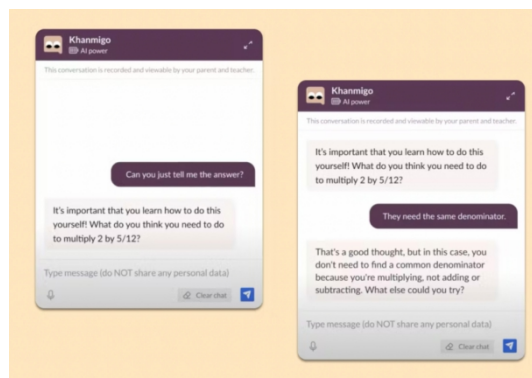 Khanmigo
AI power
This conversation is recorded and viewable by your parent and teacher.
Can you just tell me the answer?
It's important that you learn how to do this
yourself! What do you think you need to do
to multiply 2 by 5/12?
Type message (do NOT share any personal data)
Clear chat
Khanmigo
AI power
This conversation is recorded and viewable by your parent and teacher.
It's important that you learn how to do this
yourself! What do you think you need to do
to multiply 2 by 5/12?
They need the same denominator.
That's a good thought, but in this case, you
don't need to find a common denominator
because you're multiplying, not adding or
subtracting. What else could you try?
Type message (do NOT share any personal data)
Clear chat